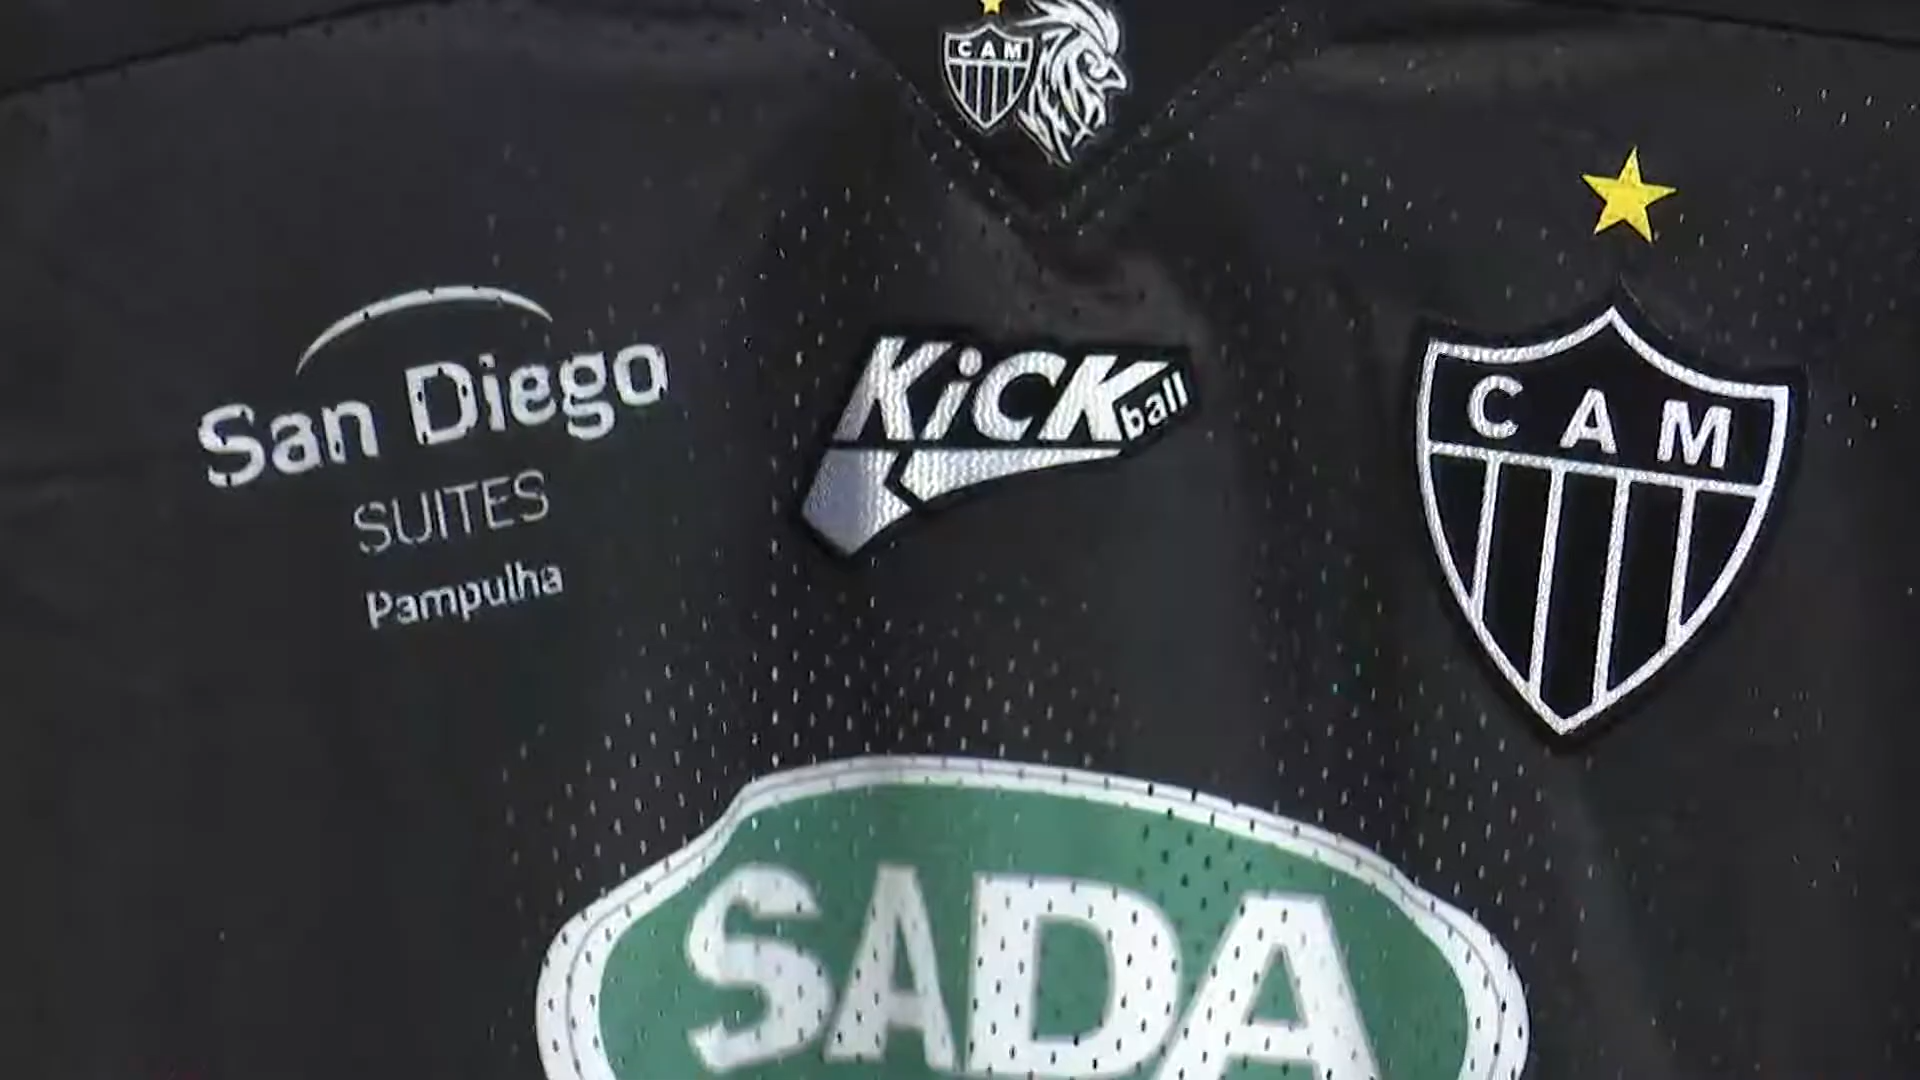 CAM
San Diego
SUITES
Pampulha
KiCK ball
CAM
SADA